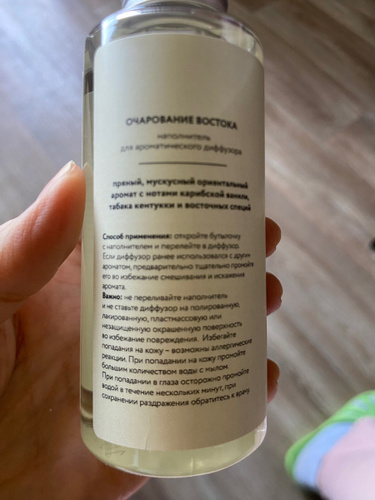 ОЧАРОВАНИЕ ВОСТОКА
наполнитель
для ароматического диффузора
пряный, мускусный ориентальный
аромат с нотами карибской ванили,
табака кентукки и восточных специй
Способ применения: откройте бутылочку
с наполнителем и перелейте в диффузор.
Если диффузор ранее использовался с другим
ароматом, предварительно тщательно промойте
его во избежание смешивания и искажения
аромата.
Важно: не переливайте наполнитель
и не ставьте диффузор на полированную,
лакированную, пластмассовую или
незащищенную окрашенную поверхность
во избежание повреждения. Избегайте
попадания на кожу – возможны аллергические
реакции. При попадании на кожу промойте
большим количеством воды с мылом.
При попадании в глаза осторожно промойте
водой в течение нескольких минут, при
сохранении раздражения обратитесь к врачу